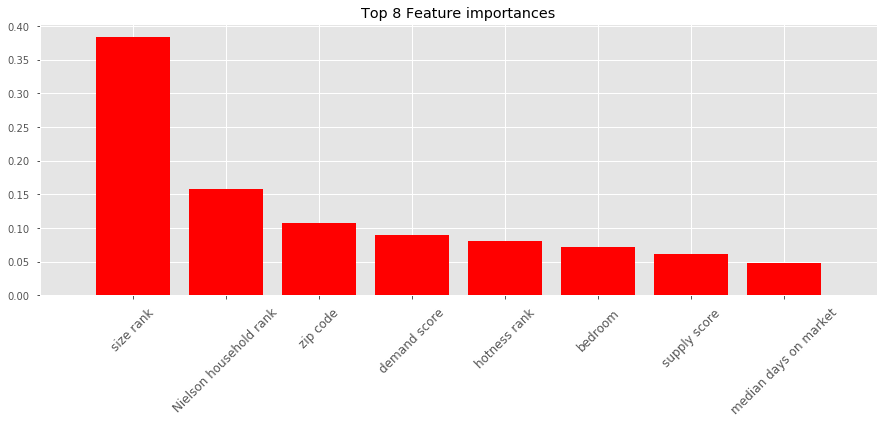 Top 8 Feature importances
0.40
0.35
0.30
0.25
0.20
0.15
0.10
0.05
0.00
size rank
Nielson household rank
zip code
demand score
hotness rank
bedroom
supply score
median days on market